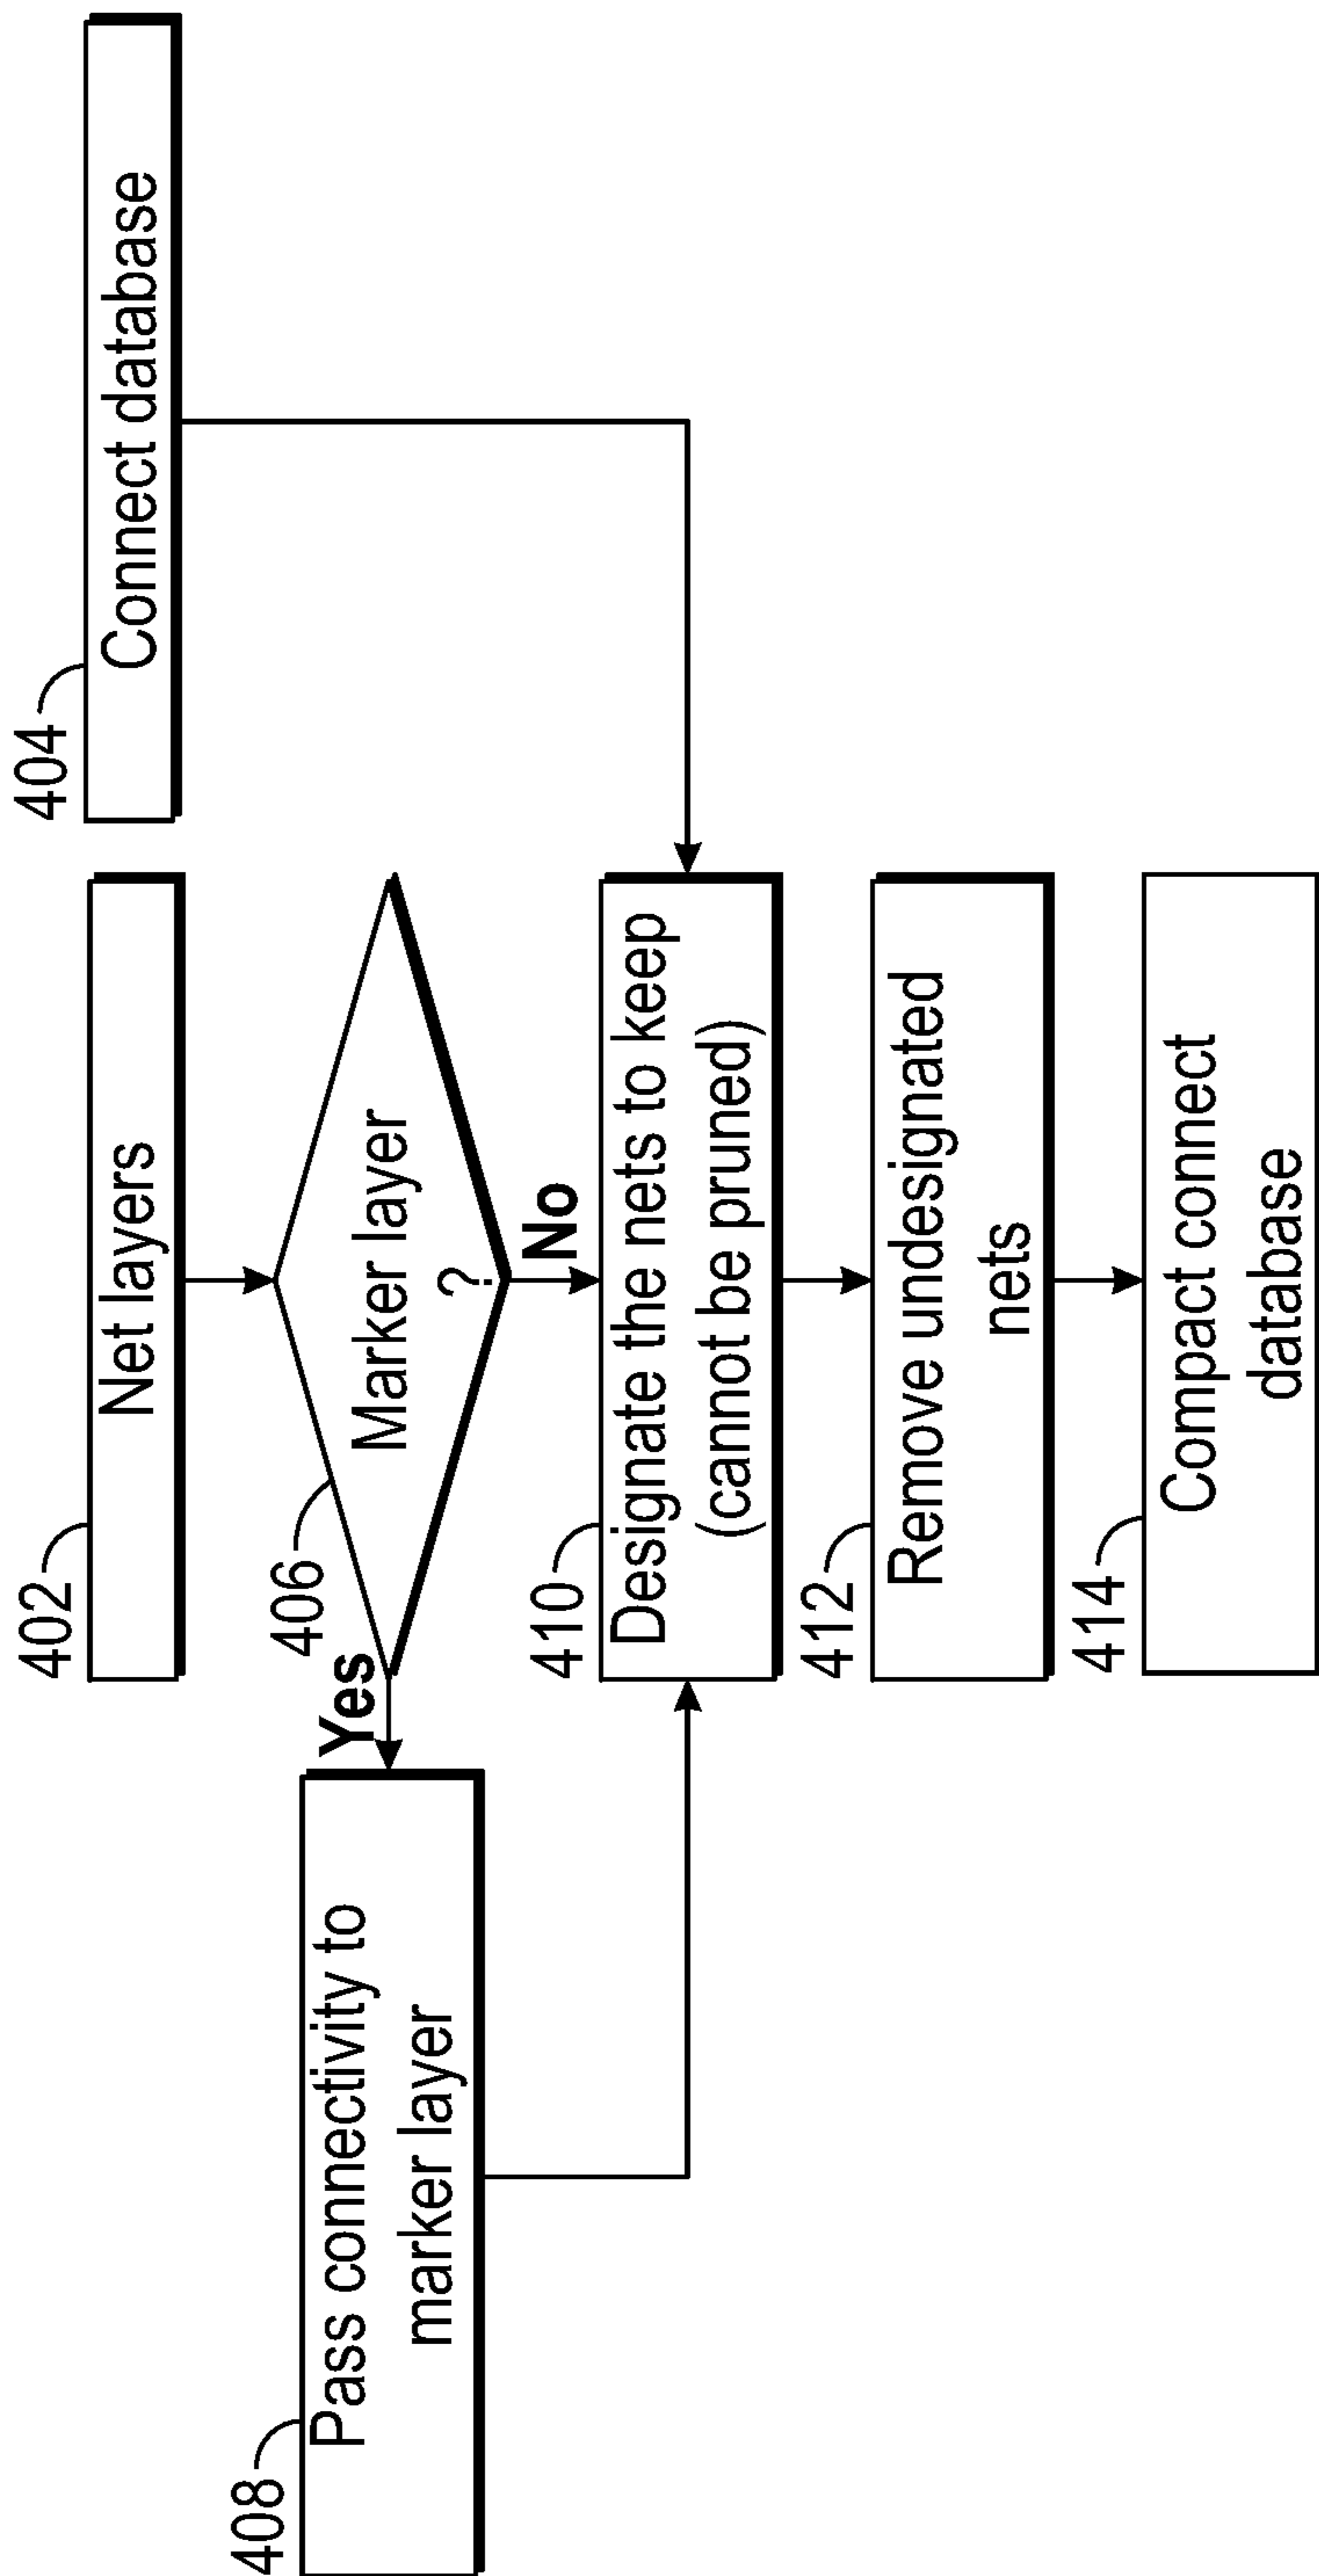 402
Net layers
404
Connect database
406
Marker layer
?
Yes
No
408
Pass connectivity to
marker layer
410
Designate the nets to keep
(cannot be pruned)
412
Remove undesignated
nets
414
Compact connect
database